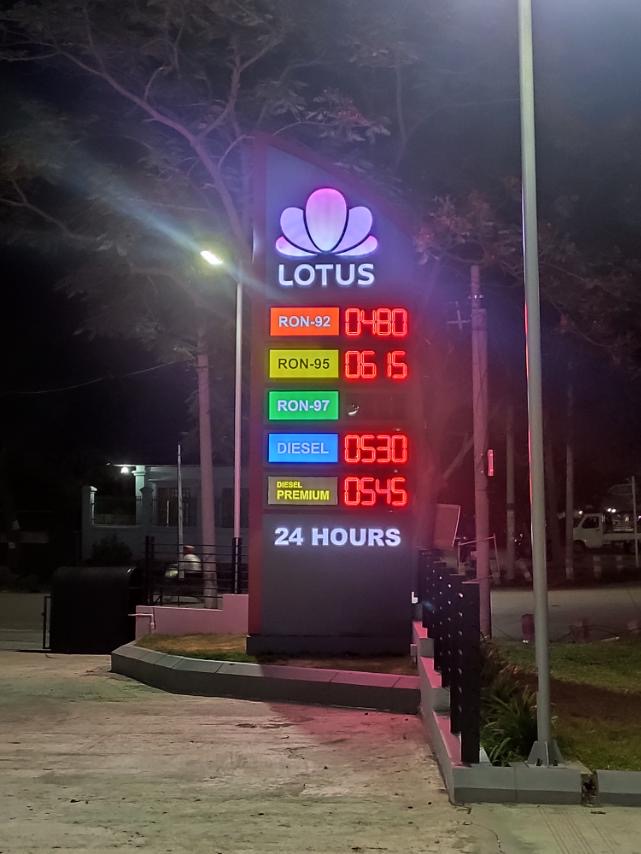 LOTUS
RON-92 0480
RON-95 0615
RON-97
DIESEL 0530
DIESEL PREMIUM 0545
24 HOURS